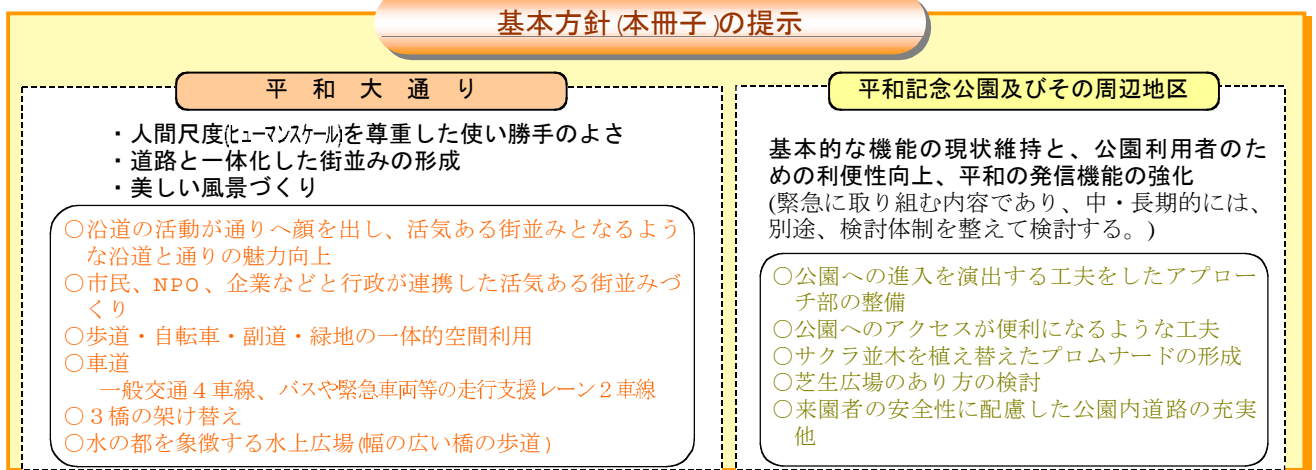 基本方針(本冊子)の提示
平 和 大 通 り
・人間尺度(ヒューマンスケール)を尊重した使い勝手のよさ
・道路と一体化した街並みの形成
・美しい風景づくり
○沿道の活動が通りへ顔を出し、活気ある街並みとなるよう
な沿道と通りの魅力向上
○市民、NPO、企業などと行政が連携した活気ある街並みづ
くり
○歩道・自転車・副道・緑地の一体的空間利用
○車道
一般交通4車線、バスや緊急車両等の走行支援レーン2車線
○3橋の架け替え
○水の都を象徴する水上広場(幅の広い橋の歩道)
平和記念公園及びその周辺地区
基本的な機能の現状維持と、公園利用者のた
めの利便性向上、平和の発信機能の強化
(緊急に取り組む内容であり、中・長期的には、
別途、検討体制を整えて検討する。)
○公園への進入を演出する工夫をしたアプロー
チ部の整備
○公園へのアクセスが便利になるような工夫
○サクラ並木を植え替えたプロムナードの形成
○芝生広場のあり方の検討
○来園者の安全性に配慮した公園内道路の充実
他